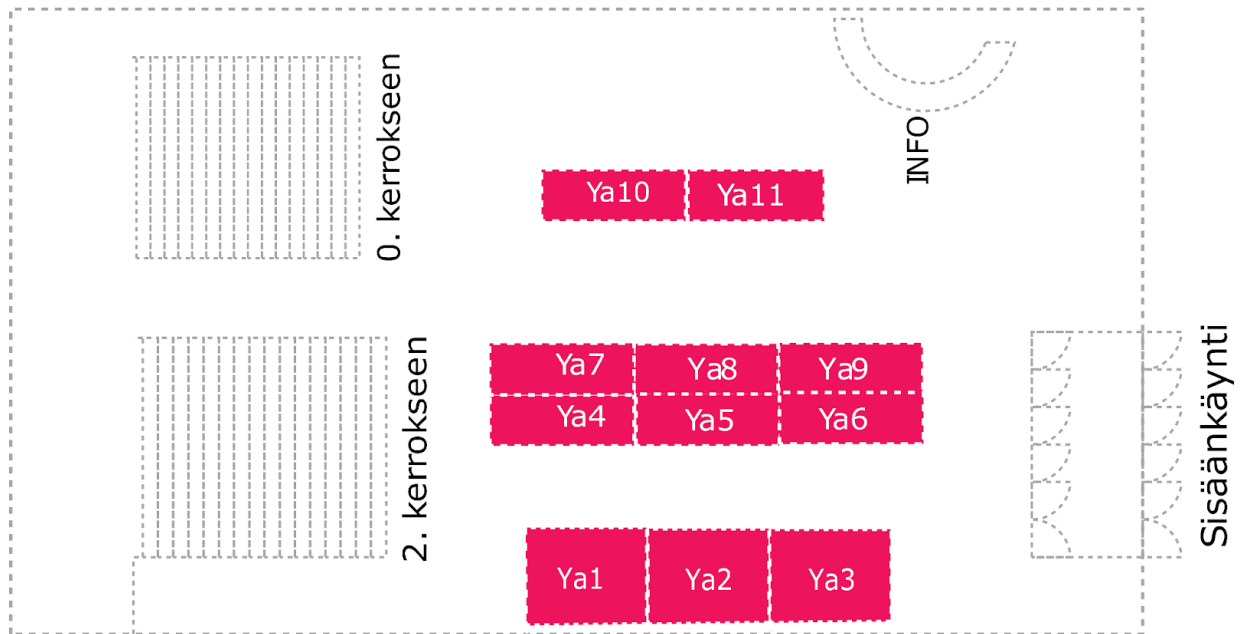 0. kerrokseen
INFO
Ya10 Ya11
2. kerrokseen
Ya7 Ya8 Ya9
Ya4 Ya5 Ya6
Sisäänkäynti
Ya1 Ya2 Ya3